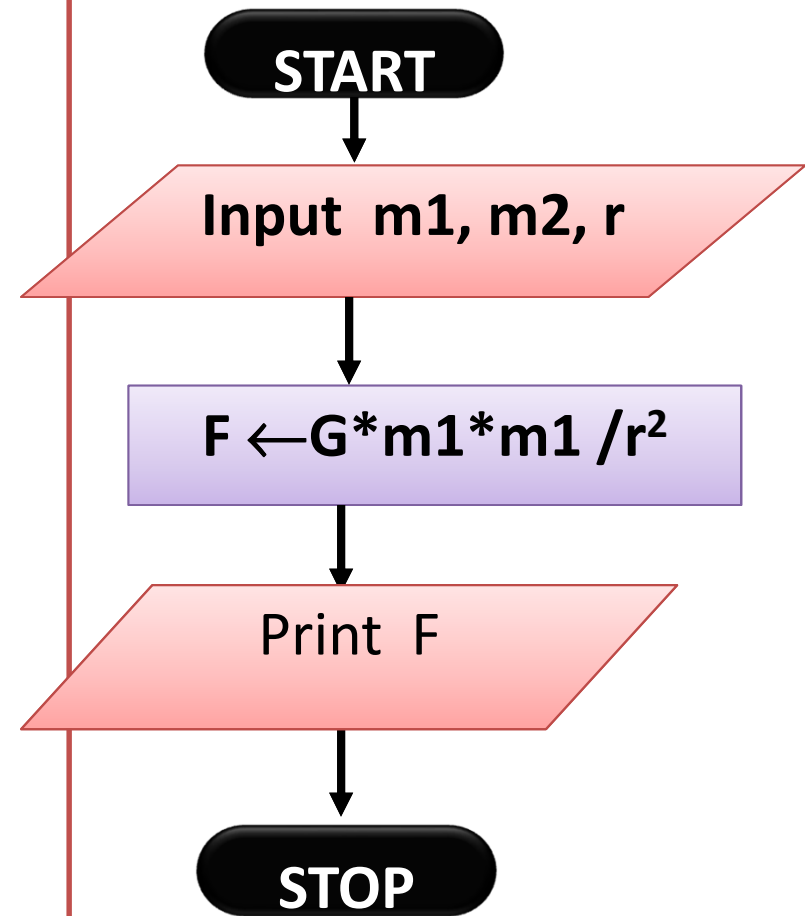 START
Input m1, m2, r
F ←G*m1*m1 /r²
Print F
STOP